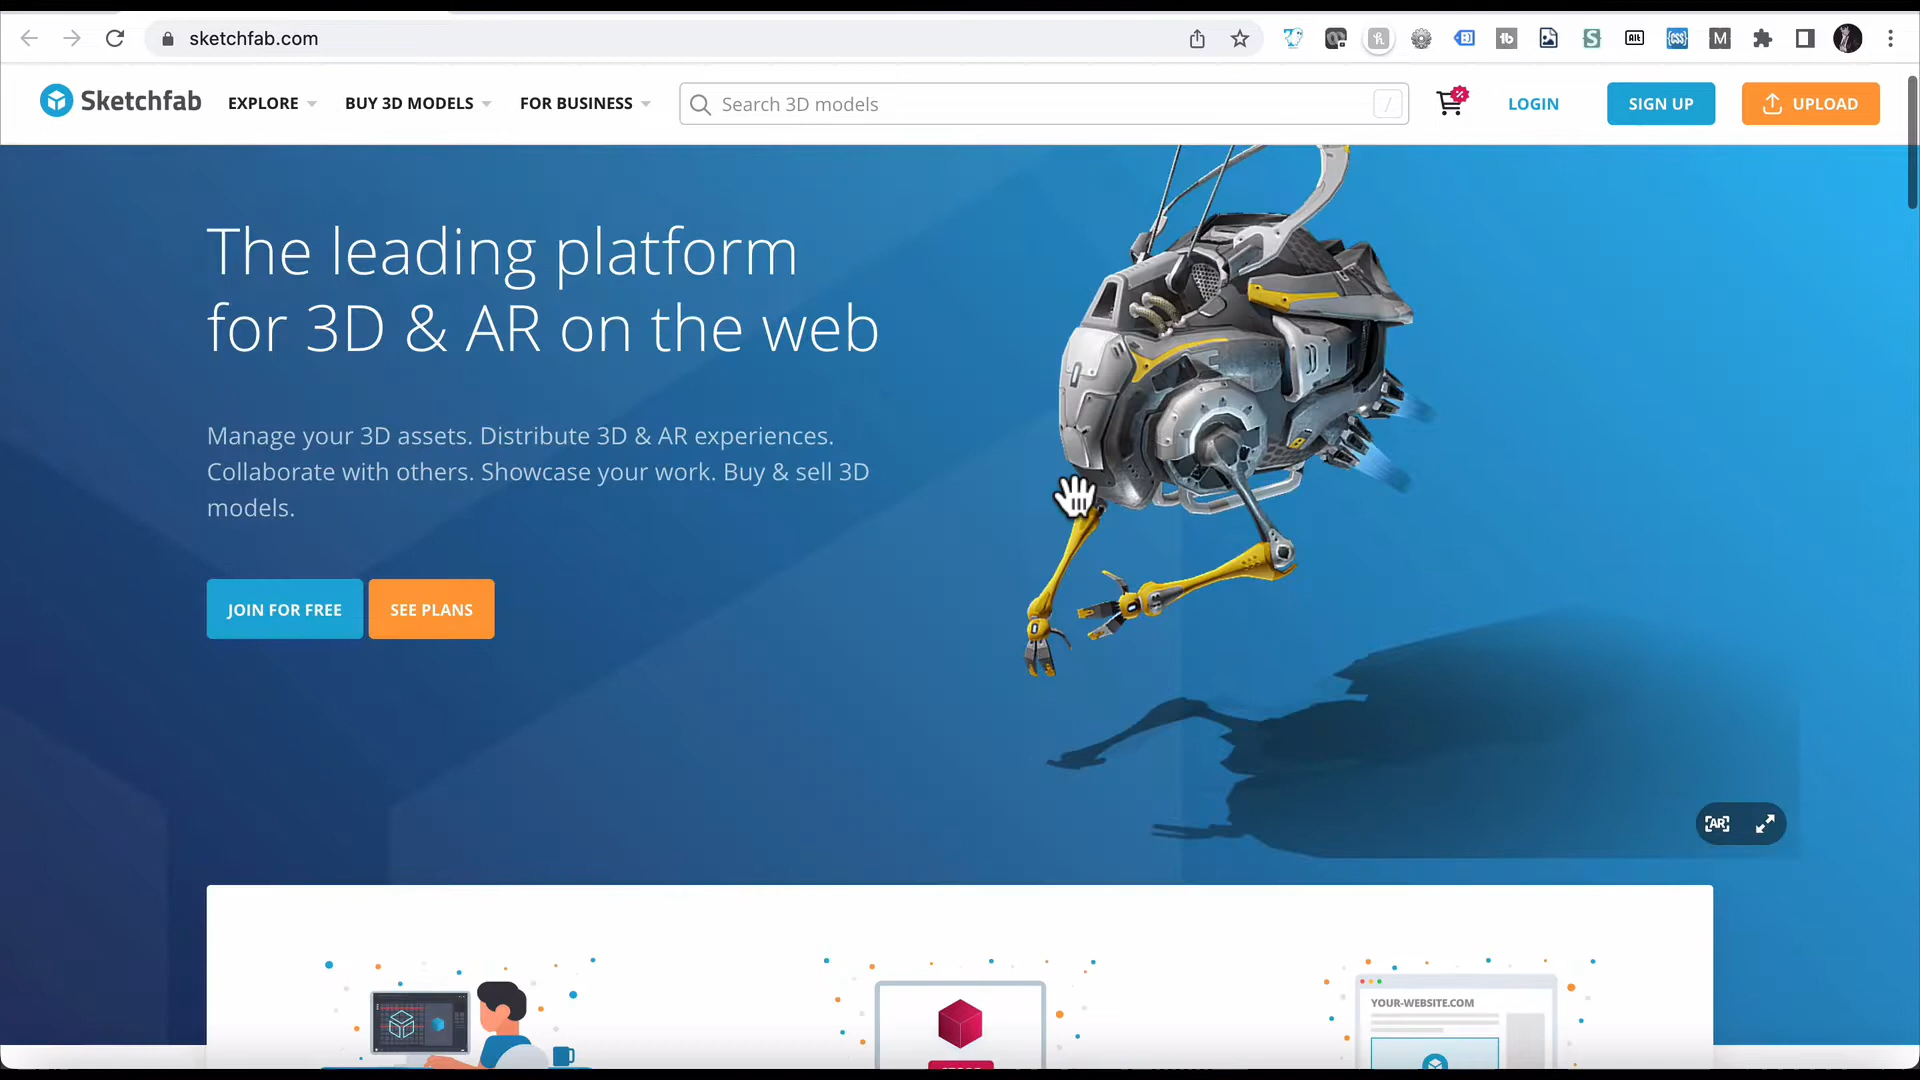 sketchfab.com
Sketchfab
EXPLORE
BUY 3D MODELS
FOR BUSINESS
Search 3D models
/
%
LOGIN
SIGN UP
UPLOAD
The leading platform
for 3D & AR on the web
Manage your 3D assets. Distribute 3D & AR experiences.
Collaborate with others. Showcase your work. Buy & sell 3D
models.
JOIN FOR FREE
SEE PLANS
AR
YOUR-WEBSITE.COM